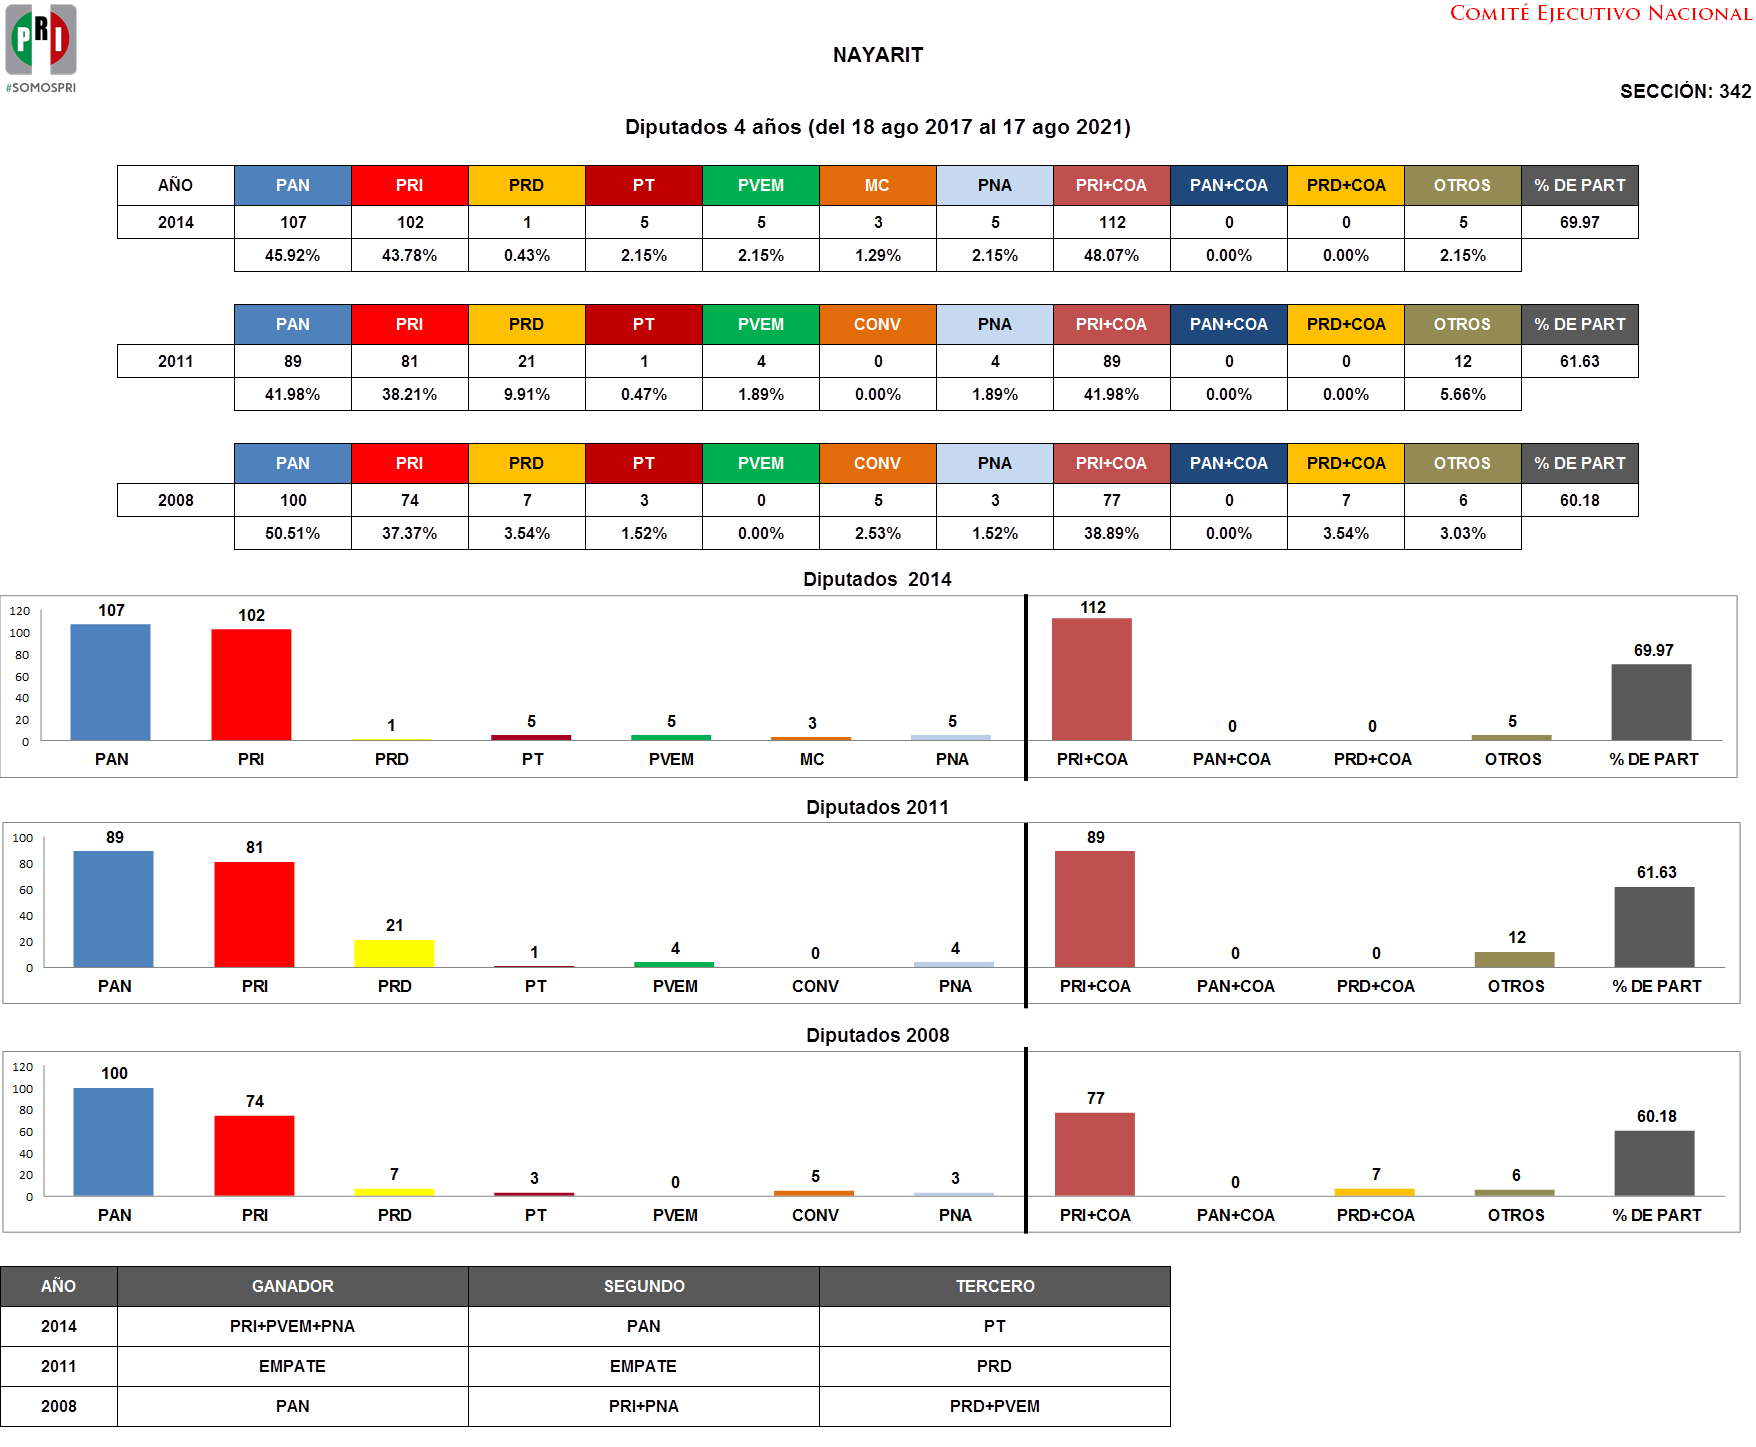 COMITÉ EJECUTIVO NACIONAL
PRI
#SOMOSPRI
NAYARIT
SECCIÓN: 342
Diputados 4 años (del 18 ago 2017 al 17 ago 2021)
AÑO PAN PRI PRD PT PVEM MC PNA PRI+COA PAN+COA PRD+COA OTROS % DE PART
2014 107 102 1 5 5 3 5 112 0 0 5 69.97
45.92% 43.78% 0.43% 2.15% 2.15% 1.29% 2.15% 48.07% 0.00% 0.00% 2.15%
PAN PRI PRD PT PVEM CONV PNA PRI+COA PAN+COA PRD+COA OTROS % DE PART
2011 89 81 21 1 4 0 4 89 0 0 12 61.63
41.98% 38.21% 9.91% 0.47% 1.89% 0.00% 1.89% 41.98% 0.00% 0.00% 5.66%
PAN PRI PRD PT PVEM CONV PNA PRI+COA PAN+COA PRD+COA OTROS % DE PART
2008 100 74 7 3 0 5 3 77 0 7 6 60.18
50.51% 37.37% 3.54% 1.52% 0.00% 2.53% 1.52% 38.89% 0.00% 3.54% 3.03%
Diputados 2014
120
100
80
60
40
20
0
107 102 1 5 5 3 5 112 0 0 5 69.97
PAN PRI PRD PT PVEM MC PNA PRI+COA PAN+COA PRD+COA OTROS % DE PART
Diputados 2011
100
80
60
40
20
0
89 81 21 1 4 0 4 89 0 0 12 61.63
PAN PRI PRD PT PVEM CONV PNA PRI+COA PAN+COA PRD+COA OTROS % DE PART
Diputados 2008
120
100
80
60
40
20
0
100 74 7 3 0 5 3 77 0 7 6 60.18
PAN PRI PRD PT PVEM CONV PNA PRI+COA PAN+COA PRD+COA OTROS % DE PART
AÑO GANADOR SEGUNDO TERCERO
2014 PRI+PVEM+PNA PAN PT
2011 EMPATE EMPATE PRD
2008 PAN PRI+PNA PRD+PVEM